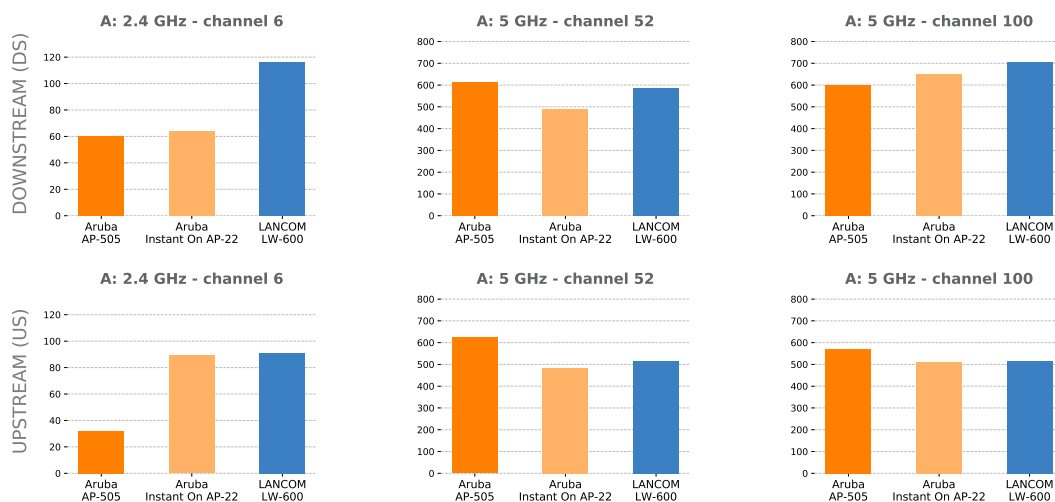 DOWNSTREAM (DS)
A: 2.4 GHz - channel 6
120
100
80
60
40
20
0
Aruba
AP-505
Aruba
Instant On AP-22
LANCOM
LW-600
A: 5 GHz - channel 52
800
700
600
500
400
300
200
100
0
Aruba
AP-505
Aruba
Instant On AP-22
LANCOM
LW-600
A: 5 GHz - channel 100
800
700
600
500
400
300
200
100
0
Aruba
AP-505
Aruba
Instant On AP-22
LANCOM
LW-600
UPSTREAM (US)
A: 2.4 GHz - channel 6
120
100
80
60
40
20
0
Aruba
AP-505
Aruba
Instant On AP-22
LANCOM
LW-600
A: 5 GHz - channel 52
800
700
600
500
400
300
200
100
0
Aruba
AP-505
Aruba
Instant On AP-22
LANCOM
LW-600
A: 5 GHz - channel 100
800
700
600
500
400
300
200
100
0
Aruba
AP-505
Aruba
Instant On AP-22
LANCOM
LW-600